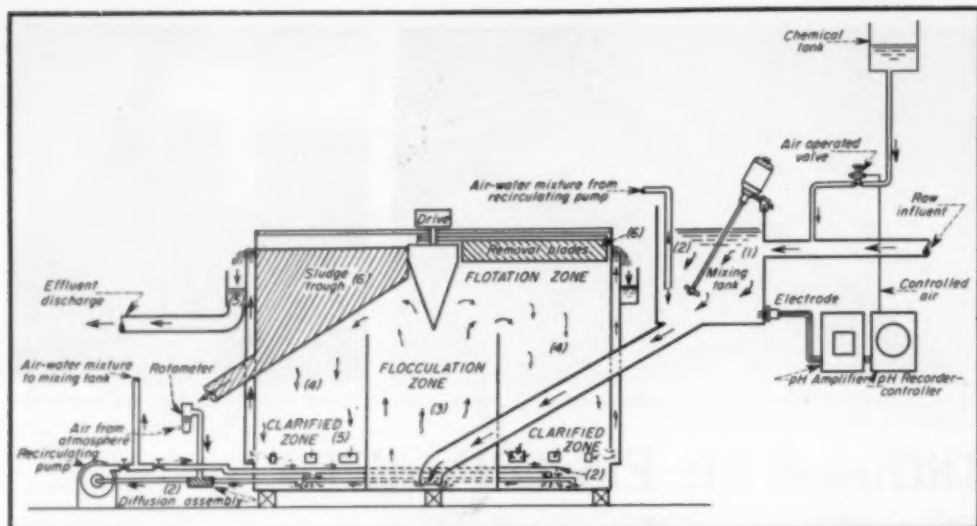 Chemical
tank
Air operated
valve
Air-water mixture from
recirculating pump
Raw
influent
Drive
(6)
Removal blades
(2)
(1)
Mixing
tank
Sludge (6)
trough
FLOTATION ZONE
Effluent
discharge
(5)
Electrode
Controlled
air
Air-water mixture
to mixing tank
Rotameter
FLOCCULATION
ZONE
(4)
(4)
(3)
pH Amplifier
pH Recorder-
controller
Air from
atmosphere
Recirculating
pump
CLARIFIED
ZONE (5)
CLARIFIED
ZONE
(2)
(2)
Diffusion assembly